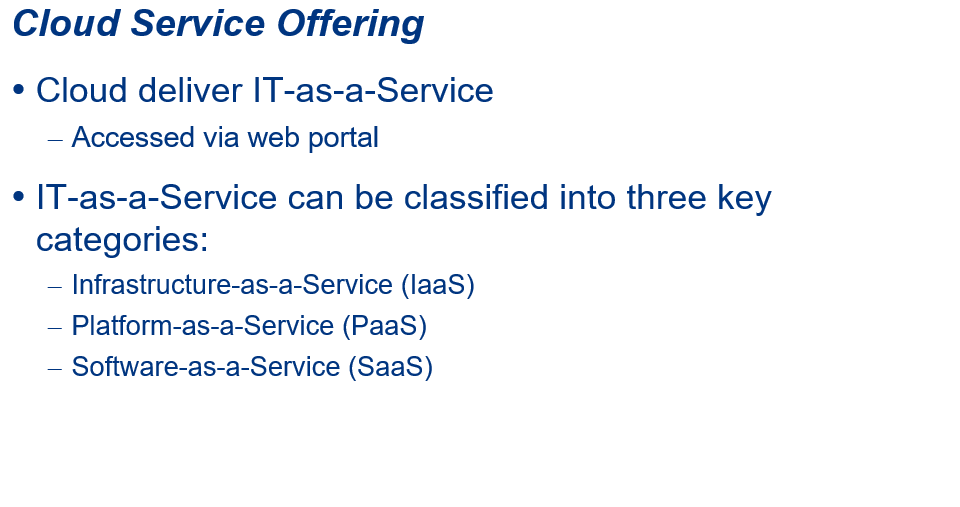 Cloud Service Offering
• Cloud deliver IT-as-a-Service
– Accessed via web portal
• IT-as-a-Service can be classified into three key
categories:
– Infrastructure-as-a-Service (IaaS)
– Platform-as-a-Service (PaaS)
– Software-as-a-Service (SaaS)